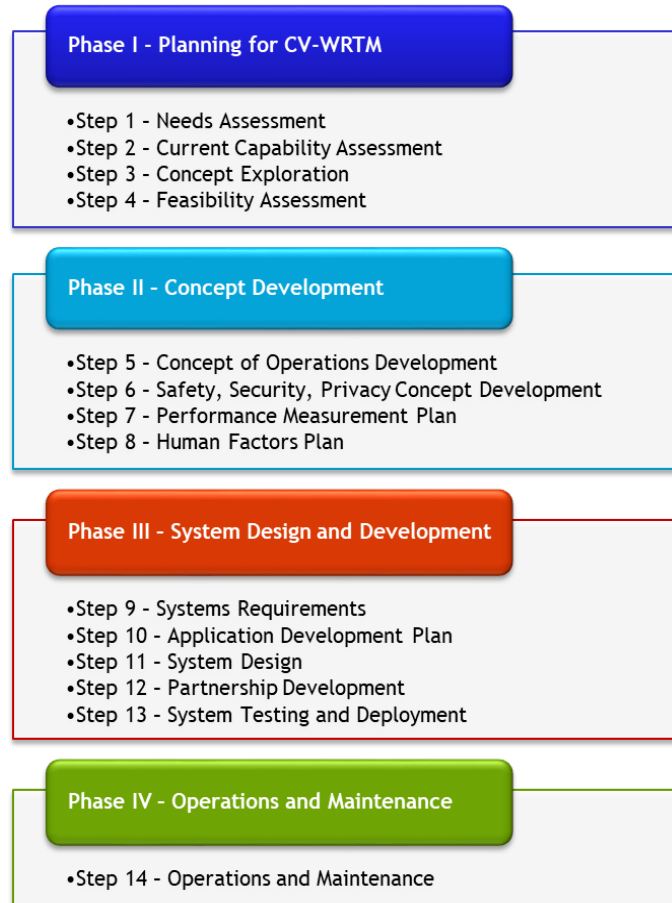 Phase I - Planning for CV-WRTM
•Step 1 – Needs Assessment
•Step 2 – Current Capability Assessment
•Step 3 – Concept Exploration
•Step 4 – Feasibility Assessment
Phase II – Concept Development
•Step 5 – Concept of Operations Development
•Step 6 – Safety, Security, Privacy Concept Development
•Step 7 – Performance Measurement Plan
•Step 8 – Human Factors Plan
Phase III – System Design and Development
•Step 9 – Systems Requirements
•Step 10 – Application Development Plan
•Step 11 – System Design
•Step 12 – Partnership Development
•Step 13 – System Testing and Deployment
Phase IV – Operations and Maintenance
•Step 14 – Operations and Maintenance